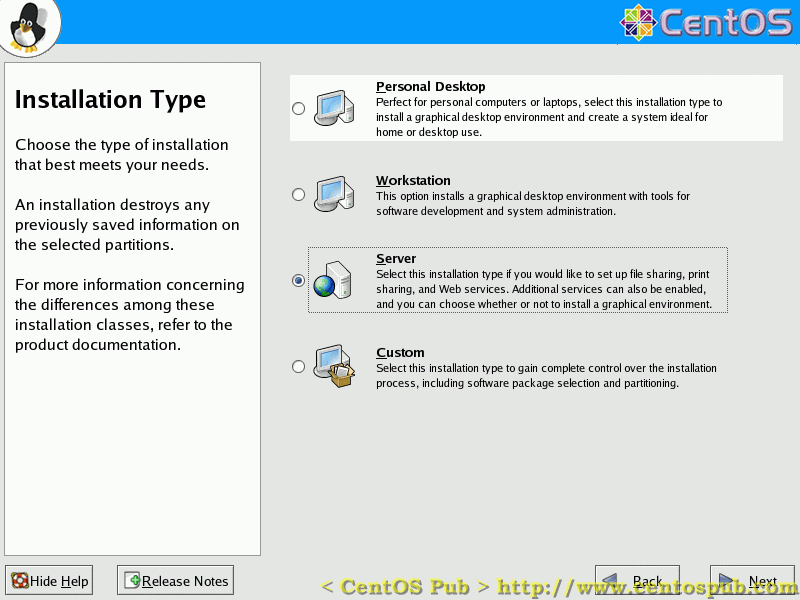 CentOS
Installation Type
Choose the type of installation
that best meets your needs.
An installation destroys any
previously saved information on
the selected partitions.
For more information concerning
the differences among these
installation classes, refer to the
product documentation.
Personal Desktop
Perfect for personal computers or laptops, select this installation type to
install a graphical desktop environment and create a system ideal for
home or desktop use.
Workstation
This option installs a graphical desktop environment with tools for
software development and system administration.
Server
Select this installation type if you would like to set up file sharing, print
sharing, and Web services. Additional services can also be enabled,
and you can choose whether or not to install a graphical environment.
Custom
Select this installation type to gain complete control over the installation
process, including software package selection and partitioning.
Hide Help
Release Notes
Back
Next
< CentOS Pub > http://www.centospub.com